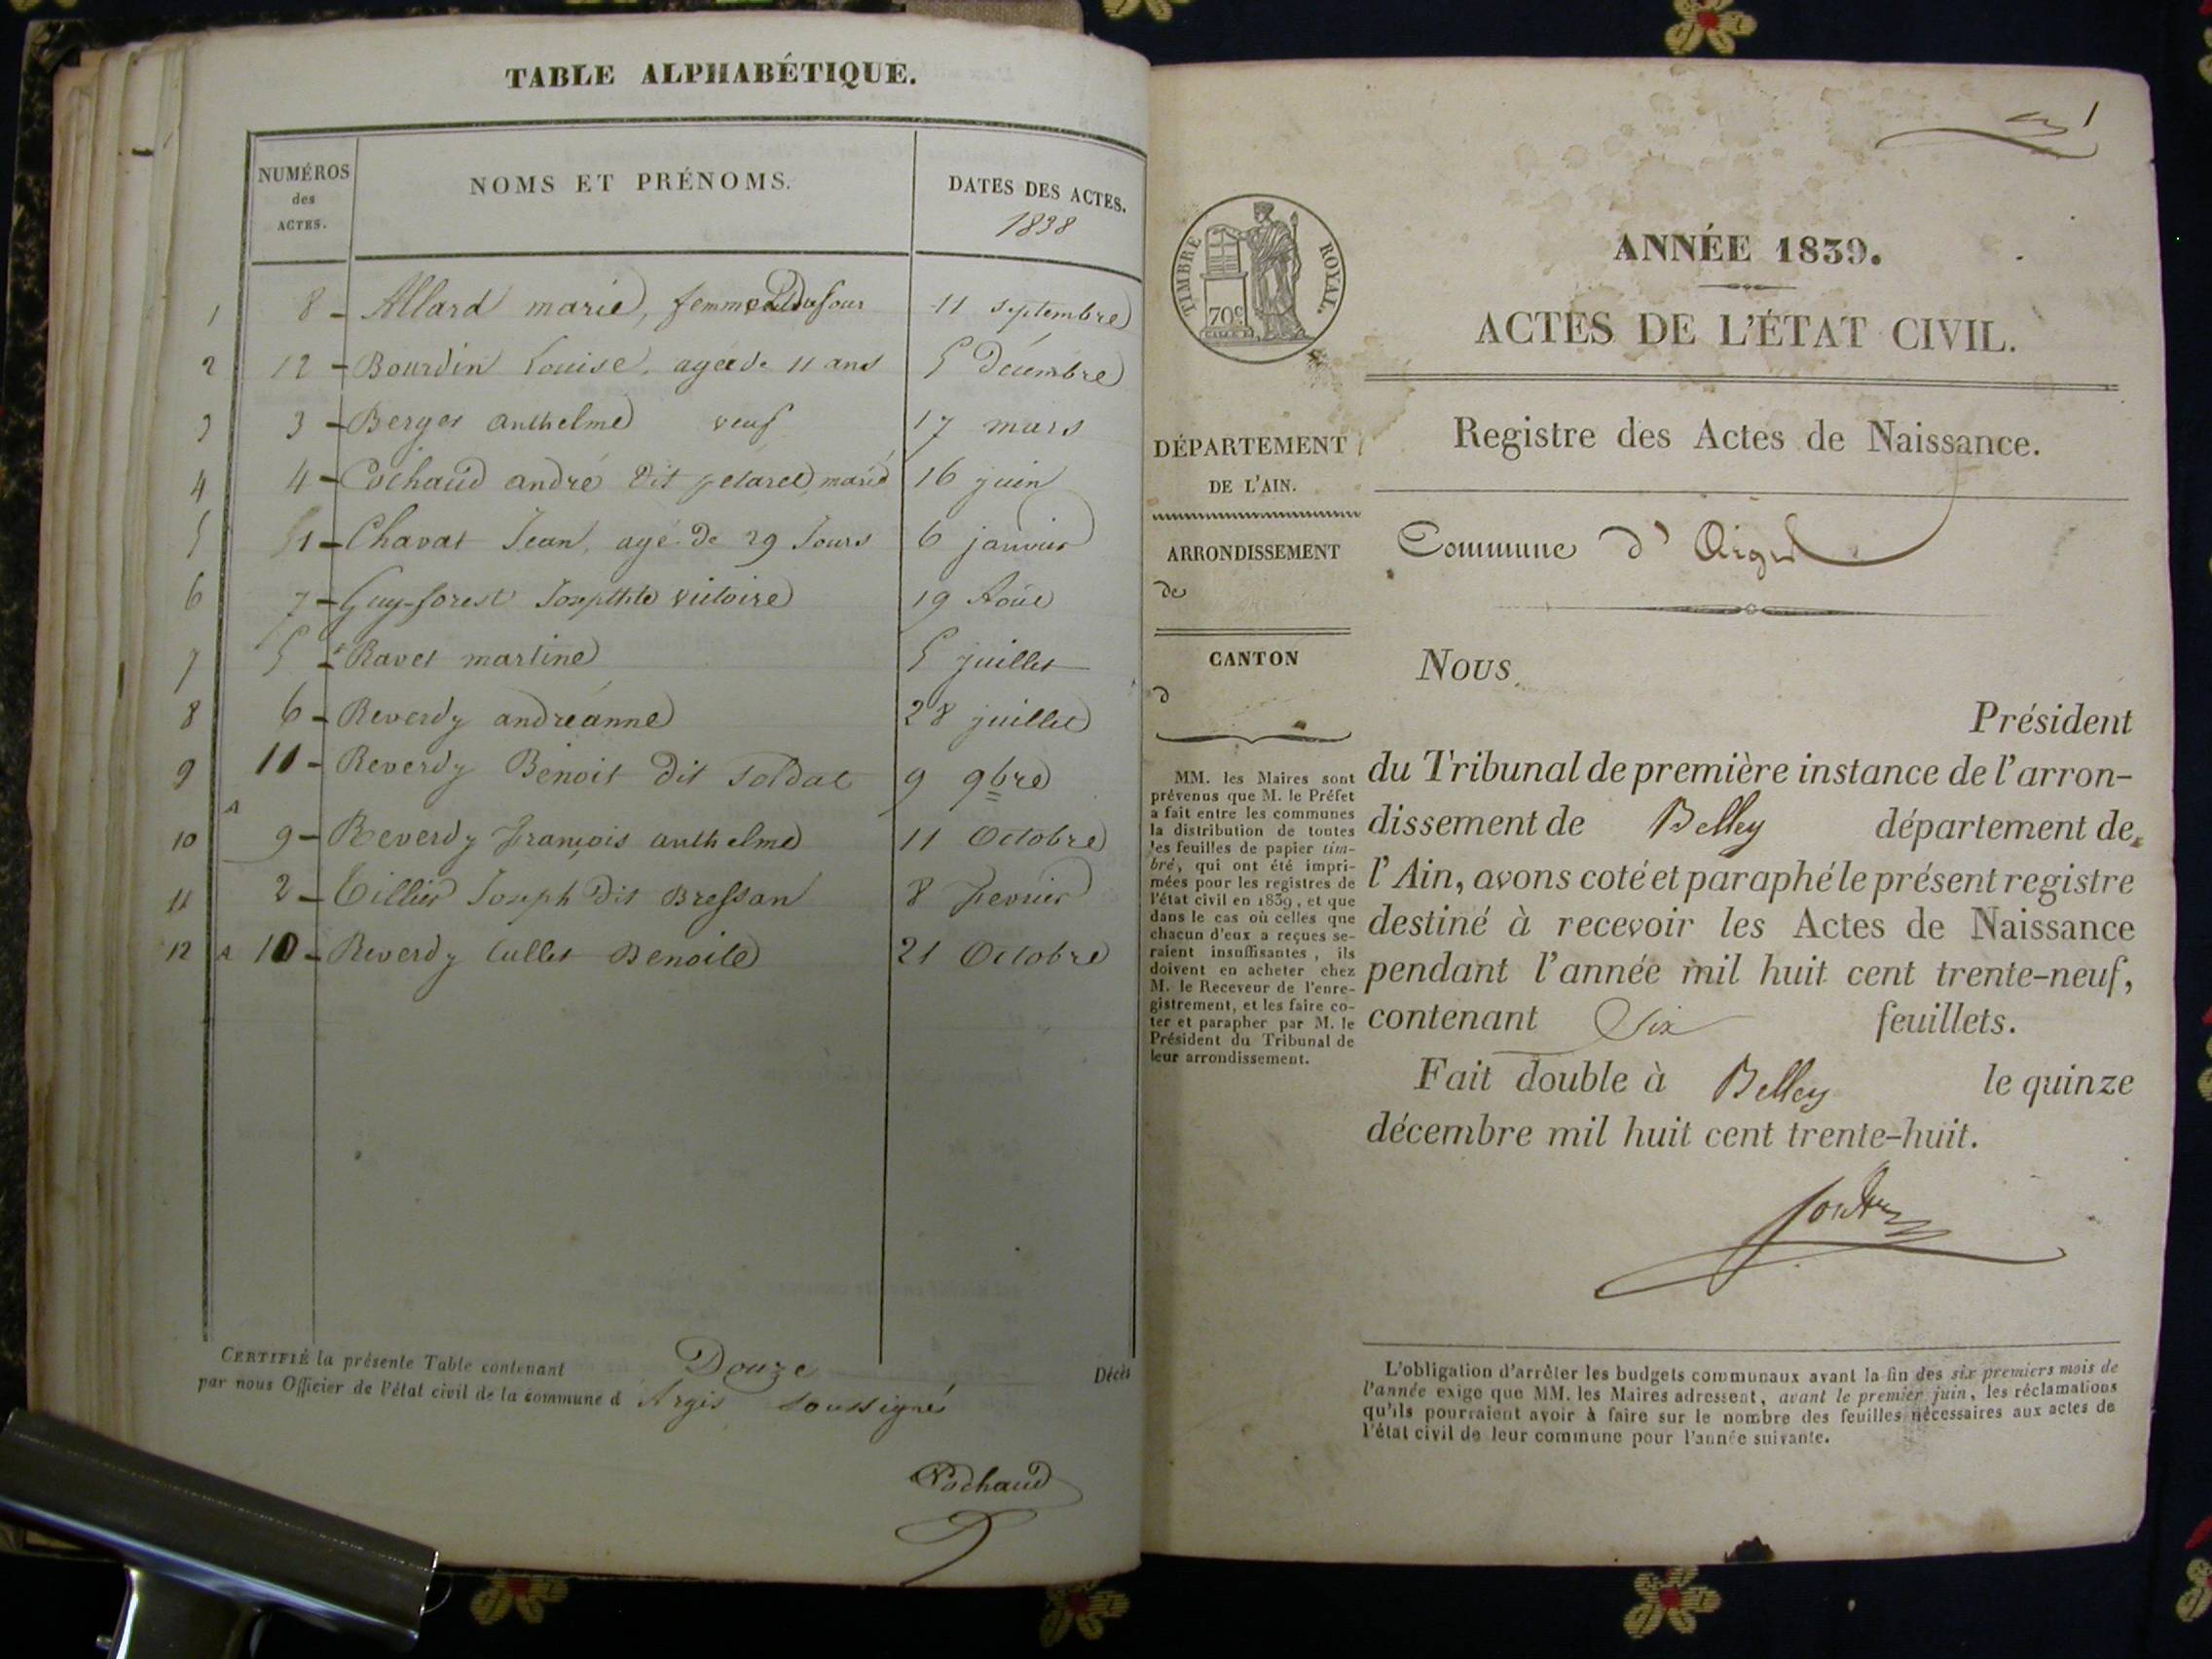 TABLE ALPHABÉTIQUE.
NUMÉROS
des
ACTES.
NOMS ET PRÉNOMS.
DATES DES ACTES.
1838
1 8 - Allard marie, femme Dufour 11 septembre
2 12 - Bourdin Louise, agée de 11 ans 5 décembre
3 3 - Berger anthelme veuf 17 mars
4 4 - Cochaud andré dit marié 16 juin
5 1 - Chavat Jean, agé de 29 Jours 6 janvier
6 7 - Guy-forest Josephte victoire 19 Août
7 5 - Ravet martine 5 juillet
8 6 - Reverdy andréanne 28 juillet
9 11 - Reverdy Benoit dit soldat 9 9bre
10 9 - Reverdy françois anthelme 11 Octobre
11 2 - Tillier Joseph dit Bressan 8 fevrier
12 A 10 - Reverdy Cullet Benoite 21 Octobre
CERTIFIÉ la présente Table contenant Douze Décès
par nous Officier de l'état civil de la commune d'Argis soussigné
Cochaud
1
TIMBRE ROYAL.
70c
ANNÉE 1839.
ACTES DE L'ÉTAT CIVIL.
Registre des Actes de Naissance.
DÉPARTEMENT
DE L'AIN.
ARRONDISSEMENT
de
CANTON
d
Commune d'Argis
MM. les Maires sont
prévenus que M. le Préfet
a fait entre les communes
la distribution de toutes
les feuilles de papier tim-
bré, qui ont été impri-
mées pour les registres de
l'état civil en 1839, et que
dans le cas où celles que
chacun d'eux a reçues se-
raient insuffisantes, ils
doivent en acheter chez
M. le Receveur de l'enre-
gistrement, et les faire co-
ter et parapher par M. le
Président du Tribunal de
leur arrondissement.
Nous
Président
du Tribunal de première instance de l'arron-
dissement de Belley département de
l'Ain, avons coté et paraphé le présent registre
destiné à recevoir les Actes de Naissance
pendant l'année mil huit cent trente-neuf,
contenant Six feuillets.
Fait double à Belley le quinze
décembre mil huit cent trente-huit.
L'obligation d'arrêter les budgets communaux avant la fin des six premiers mois de
l'année exige que MM. les Maires adressent, avant le premier juin, les réclamations
qu'ils pourraient avoir à faire sur le nombre des feuilles nécessaires aux actes de
l'état civil de leur commune pour l'année suivante.